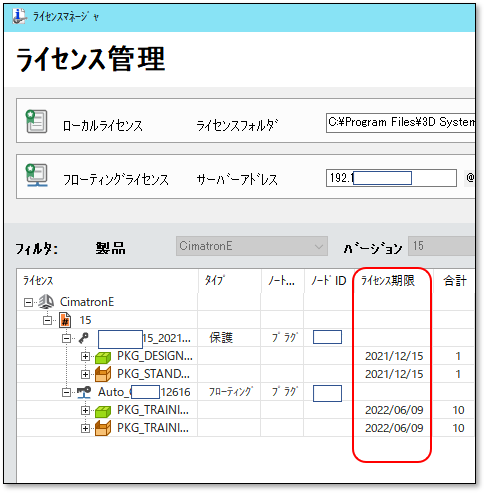 ライセンスマネージャ
ライセンス管理
ローカルライセンス ライセンスフォルダ C:¥Program Files¥3D System
フローティングライセンス サーバーアドレス 192.1 @
フィルタ: 製品 CimatronE バージョン 15
ライセンス タイプ ノート... ノードID ライセンス期限 合計
CimatronE
15
15_2021... 保護 プラグ
PKG_DESIGN... 2021/12/15 1
PKG_STAND... 2021/12/15 1
Auto_ 12616 フローティング プラグ
PKG_TRAINI... 2022/06/09 10
PKG_TRAINI... 2022/06/09 10